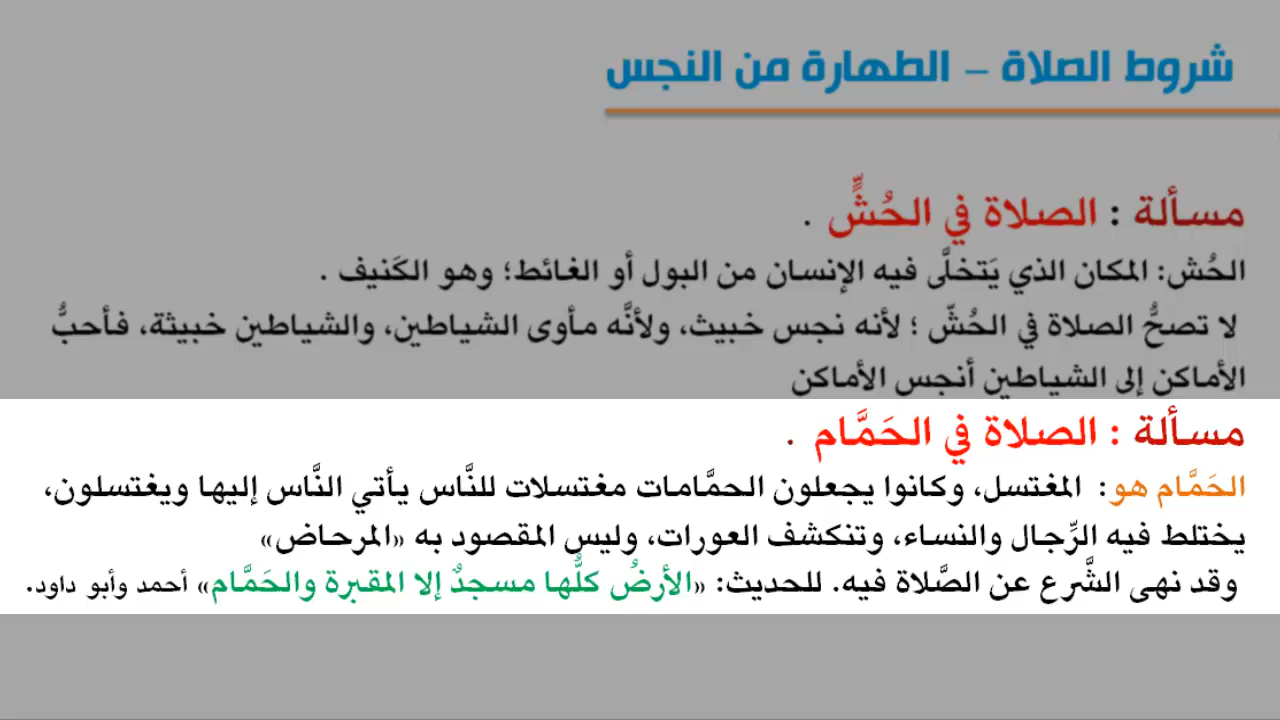 شروط الصلاة – الطهارة من النجس
مسألة : الصلاة في الحُشِّ .
الحُش: المكان الذي يَتخلَّى فيه الإنسان من البول أو الغائط؛ وهو الكَنيف .
لا تصحُّ الصلاة في الحُشّ ؛ لأنه نجس خبيث، ولأنَّه مأوى الشياطين، والشياطين خبيثة، فأحبُّ
الأماكن إلى الشياطين أنجس الأماكن
مسألة : الصلاة في الحَمَّام .
الحَمَّام هو: المغتسل، وكانوا يجعلون الحمَّامات مغتسلات للنَّاس يأتي النَّاس إليها ويغتسلون،
يختلط فيه الرِّجال والنساء، وتنكشف العورات، وليس المقصود به «المرحاض»
وقد نهى الشَّرع عن الصَّلاة فيه. للحديث: «الأرضُ كلُّها مسجدٌ إلا المقبرة والحَمَّام» أحمد وأبو داود.